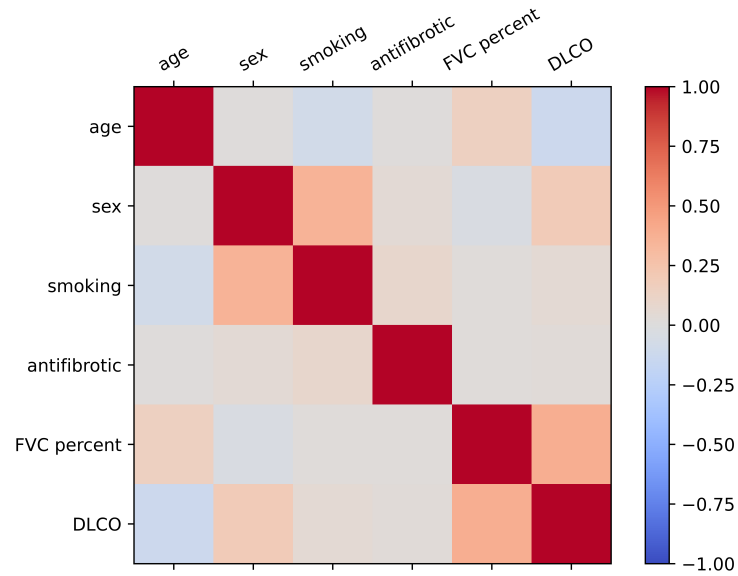 age
sex
smoking
antifibrotic
FVC percent
DLCO
age
sex
smoking
antifibrotic
FVC percent
DLCO
1.00
0.75
0.50
0.25
0.00
−0.25
−0.50
−0.75
−1.00